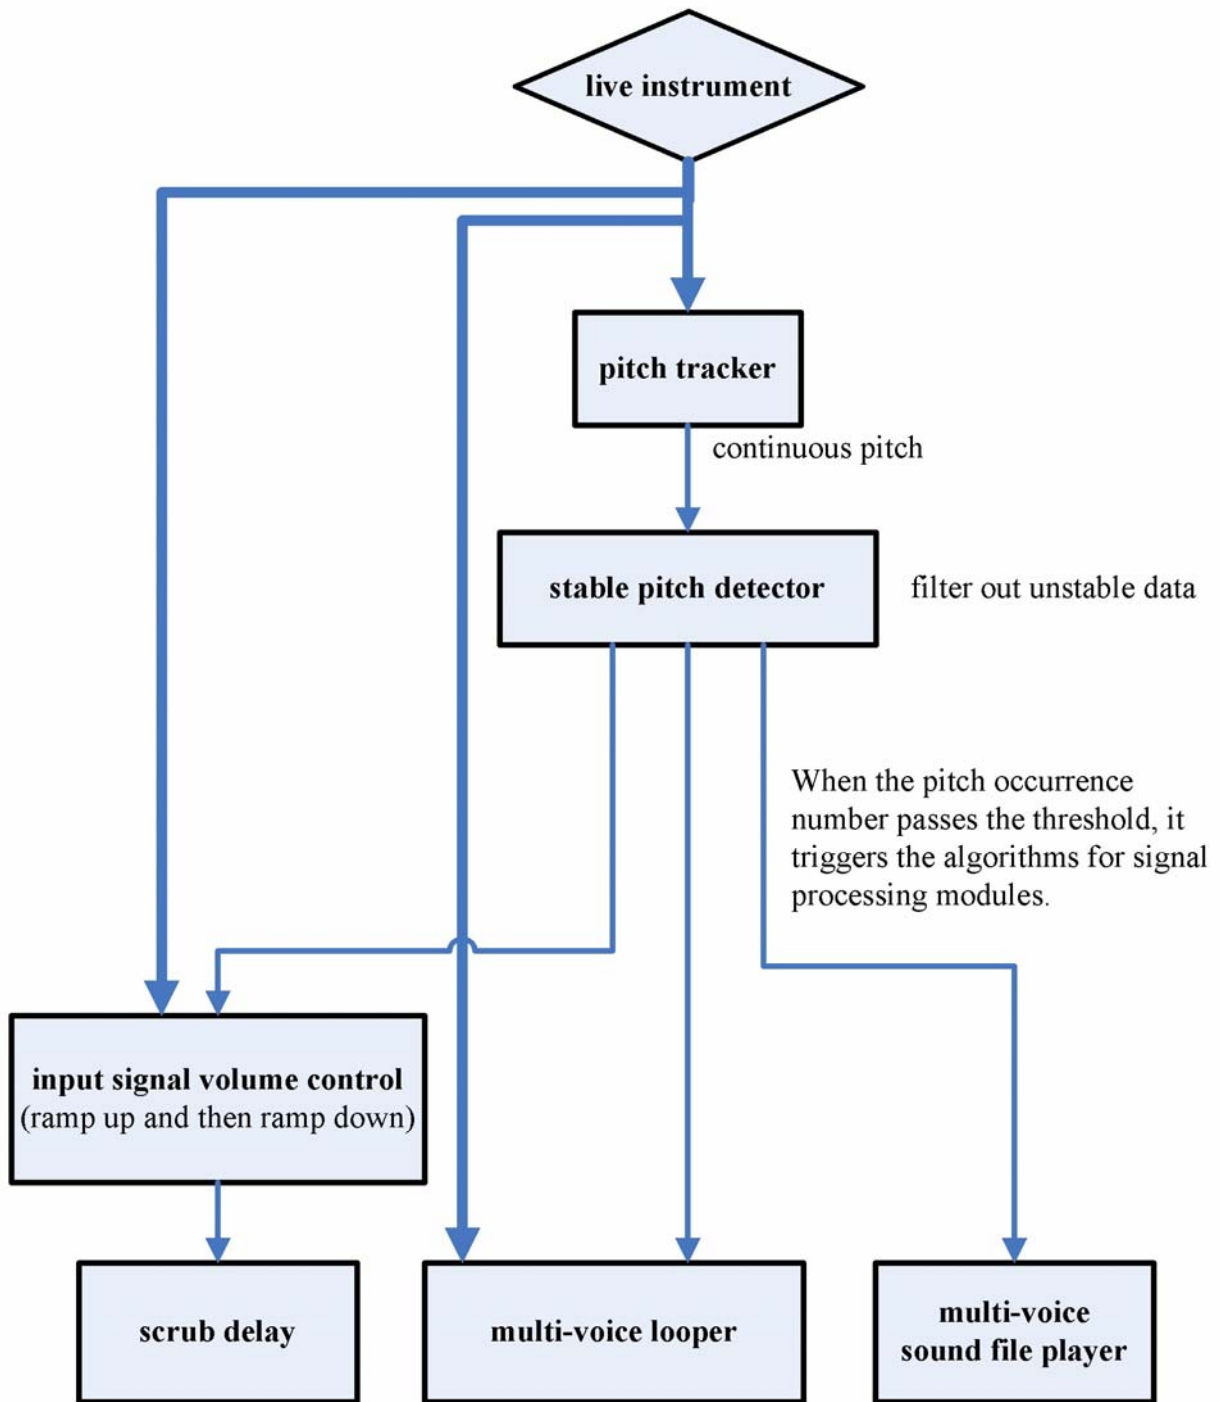 live instrument
pitch tracker
continuous pitch
stable pitch detector
filter out unstable data
When the pitch occurrence
number passes the threshold, it
triggers the algorithms for signal
processing modules.
input signal volume control
(ramp up and then ramp down)
scrub delay
multi-voice looper
multi-voice
sound file player